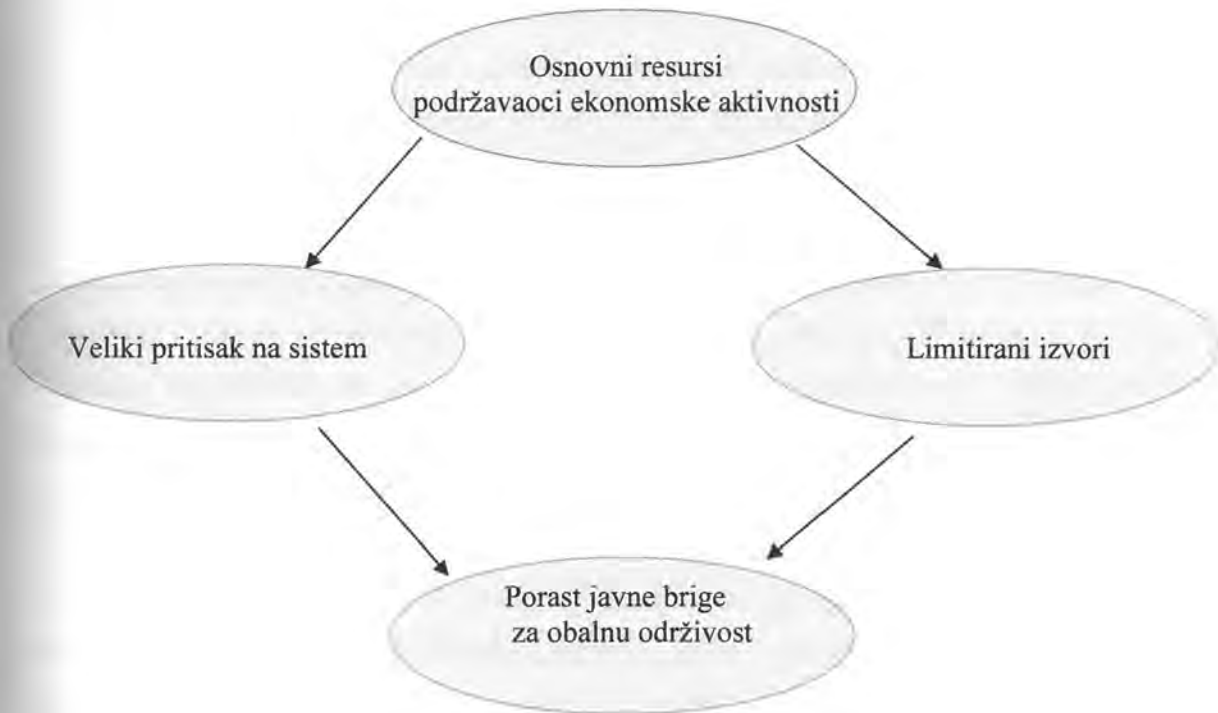 Osnovni resursi
podržavaoci ekonomske aktivnosti
Veliki pritisak na sistem
Limitirani izvori
Porast javne brige
za obalnu održivost